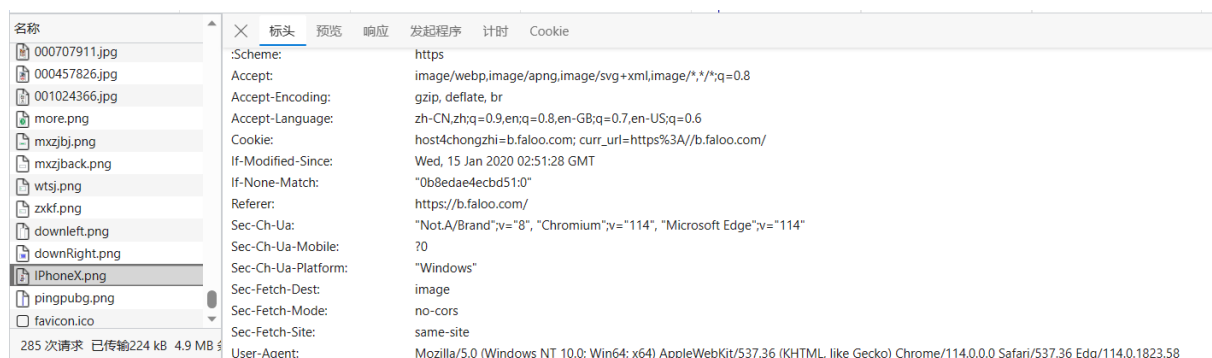 名称
标头 预览 响应 发起程序 计时 Cookie
000707911.jpg
000457826.jpg
001024366.jpg
more.png
mxzjbj.png
mxzjback.png
wtsj.png
zxkf.png
downleft.png
downRight.png
IPhoneX.png
pingpubg.png
favicon.ico
285 次请求 已传输224 kB 4.9 MB
:Scheme: https
Accept: image/webp,image/apng,image/svg+xml,image/*,*/*;q=0.8
Accept-Encoding: gzip, deflate, br
Accept-Language: zh-CN,zh;q=0.9,en;q=0.8,en-GB;q=0.7,en-US;q=0.6
Cookie: host4chongzhi=b.faloo.com; curr_url=https%3A//b.faloo.com/
If-Modified-Since: Wed, 15 Jan 2020 02:51:28 GMT
If-None-Match: "0b8edae4ecbd51:0"
Referer: https://b.faloo.com/
Sec-Ch-Ua: "Not.A/Brand";v="8", "Chromium";v="114", "Microsoft Edge";v="114"
Sec-Ch-Ua-Mobile: ?0
Sec-Ch-Ua-Platform: "Windows"
Sec-Fetch-Dest: image
Sec-Fetch-Mode: no-cors
Sec-Fetch-Site: same-site
User-Agent: Mozilla/5.0 (Windows NT 10.0; Win64; x64) AppleWebKit/537.36 (KHTML, like Gecko) Chrome/114.0.0.0 Safari/537.36 Edg/114.0.1823.58